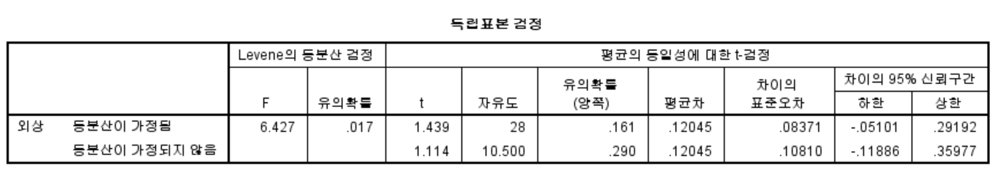 독립표본 검정
Levene의 등분산 검정 평균의 동일성에 대한 t-검정
차이의 95% 신뢰구간
F 유의확률 t 자유도 유의확률 (양쪽) 평균차 차이의 표준오차 하한 상한
외상 등분산이 가정됨 6.427 .017 1.439 28 .161 .12045 .08371 -.05101 .29192
등분산이 가정되지 않음 1.114 10.500 .290 .12045 .10810 -.11886 .35977